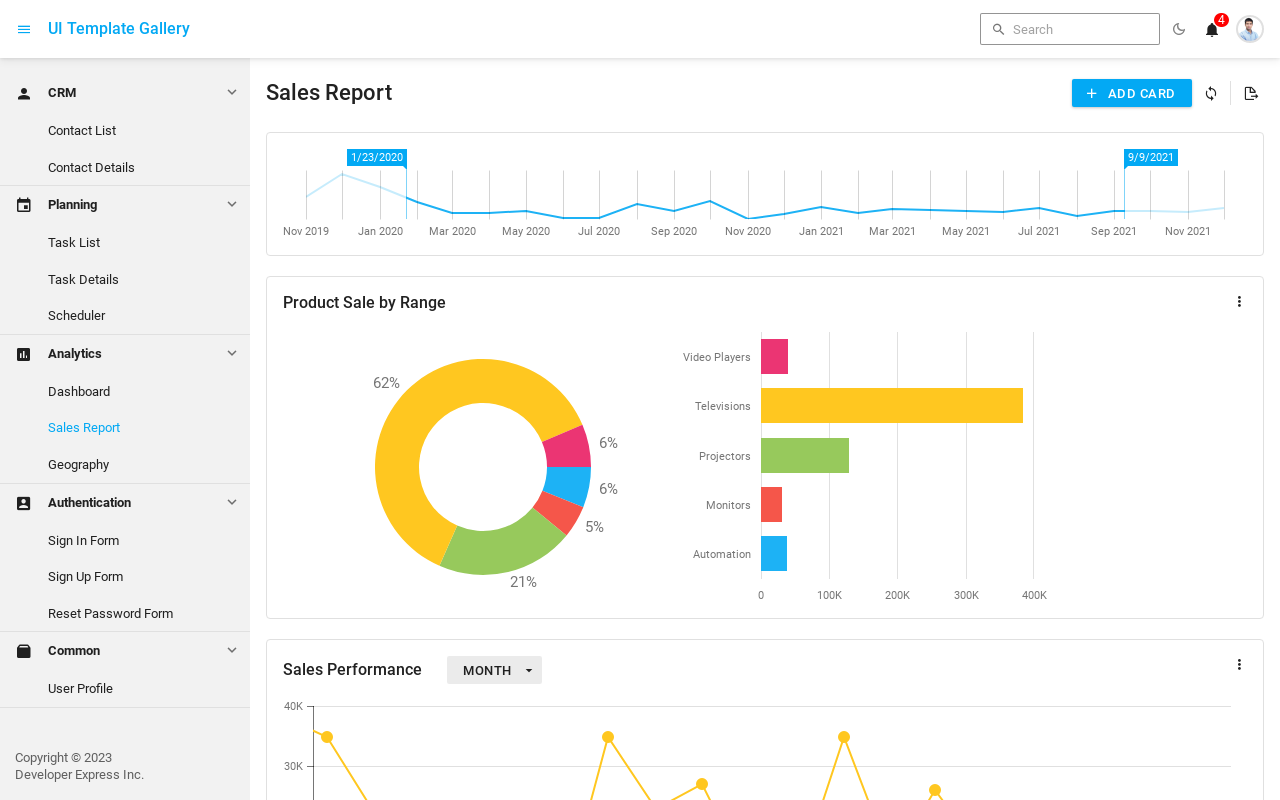 UI Template Gallery
Search
4
CRM
Contact List
Contact Details
Planning
Task List
Task Details
Scheduler
Analytics
Dashboard
Sales Report
Geography
Authentication
Sign In Form
Sign Up Form
Reset Password Form
Common
User Profile
Copyright © 2023
Developer Express Inc.
Sales Report
ADD CARD
1/23/2020
9/9/2021
Nov 2019 Jan 2020 Mar 2020 May 2020 Jul 2020 Sep 2020 Nov 2020 Jan 2021 Mar 2021 May 2021 Jul 2021 Sep 2021 Nov 2021
Product Sale by Range
62%
6%
6%
5%
21%
Video Players
Televisions
Projectors
Monitors
Automation
0 100K 200K 300K 400K
Sales Performance
MONTH
40K
30K